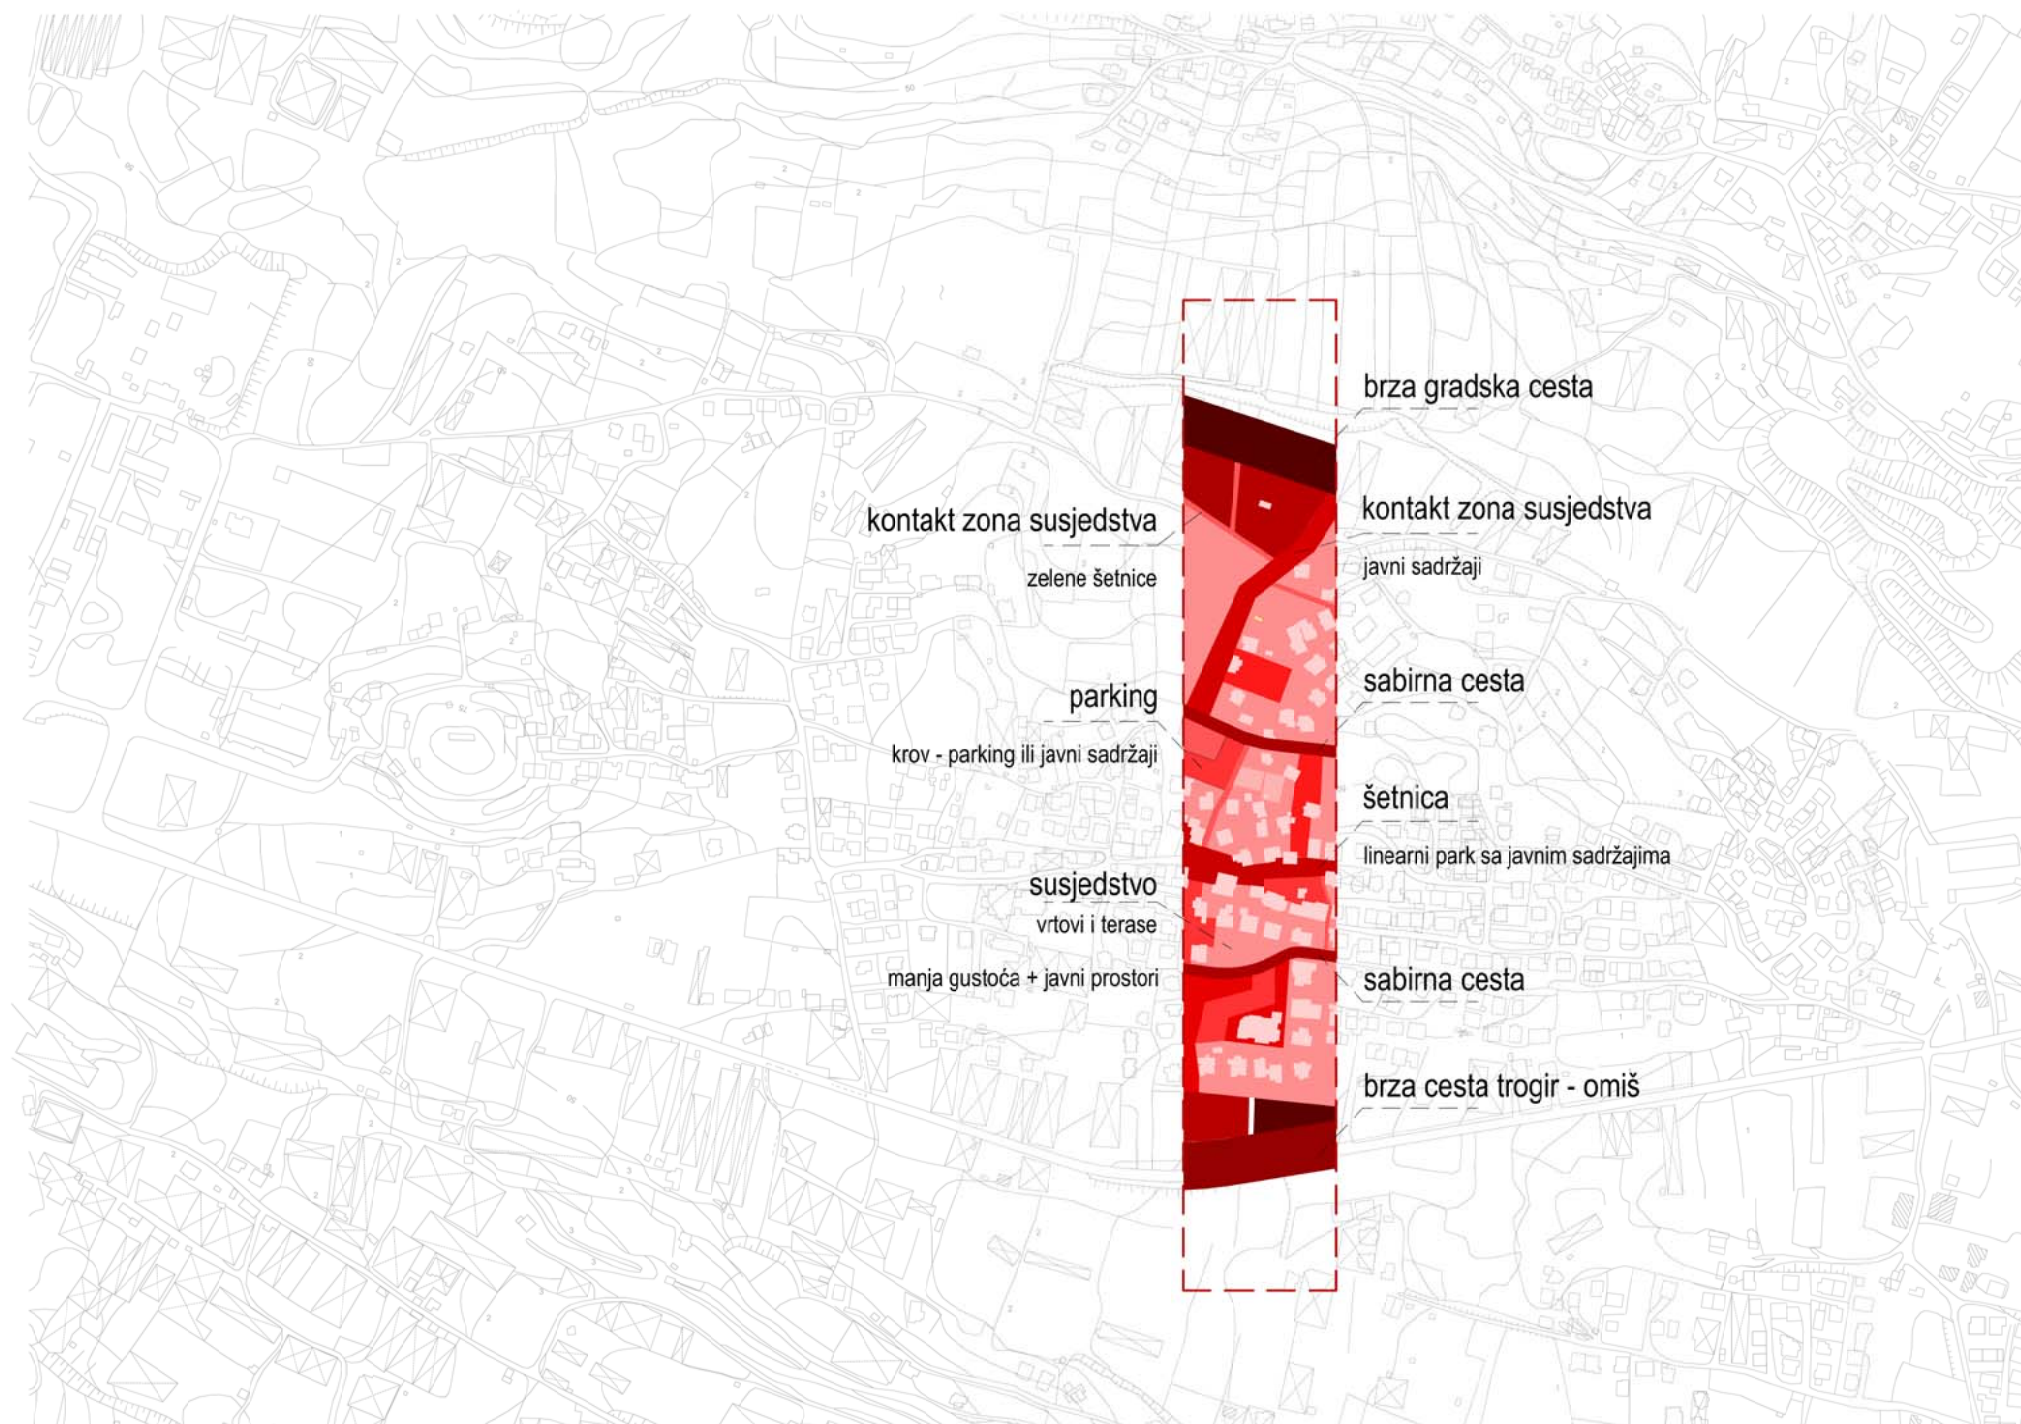 brza gradska cesta
kontakt zona susjedstva
javni sadržaji
kontakt zona susjedstva
zelene šetnice
sabirna cesta
parking
krov - parking ili javni sadržaji
šetnica
linearni park sa javnim sadržajima
susjedstvo
vrtovi i terase
manja gustoća + javni prostori
sabirna cesta
brza cesta trogir - omiš